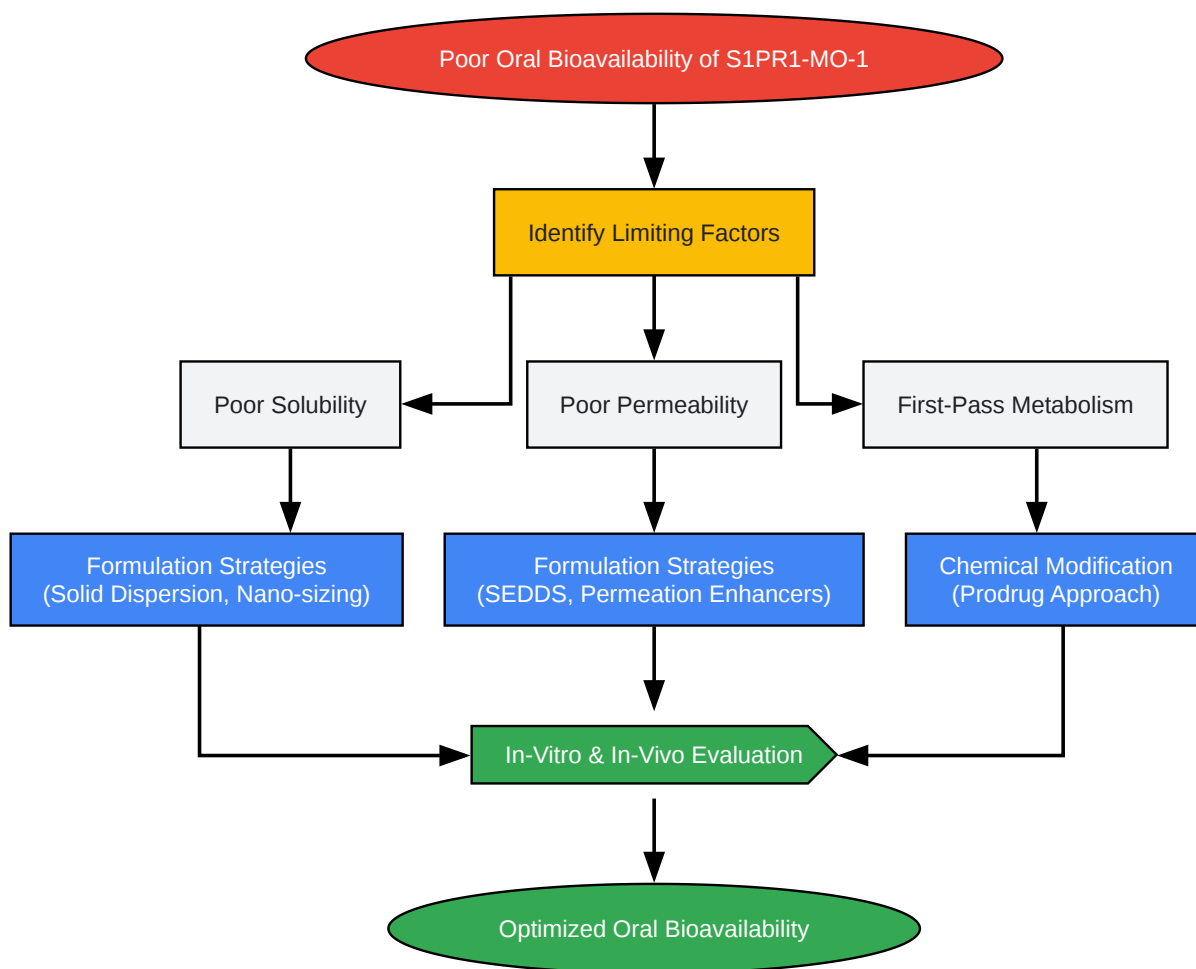 Poor Oral Bioavailability of S1PR1-MO-1
Identify Limiting Factors
Poor Solubility
Poor Permeability
First-Pass Metabolism
Formulation Strategies
(Solid Dispersion, Nano-sizing)
Formulation Strategies
(SEDDS, Permeation Enhancers)
Chemical Modification
(Prodrug Approach)
In-Vitro & In-Vivo Evaluation
Optimized Oral Bioavailability